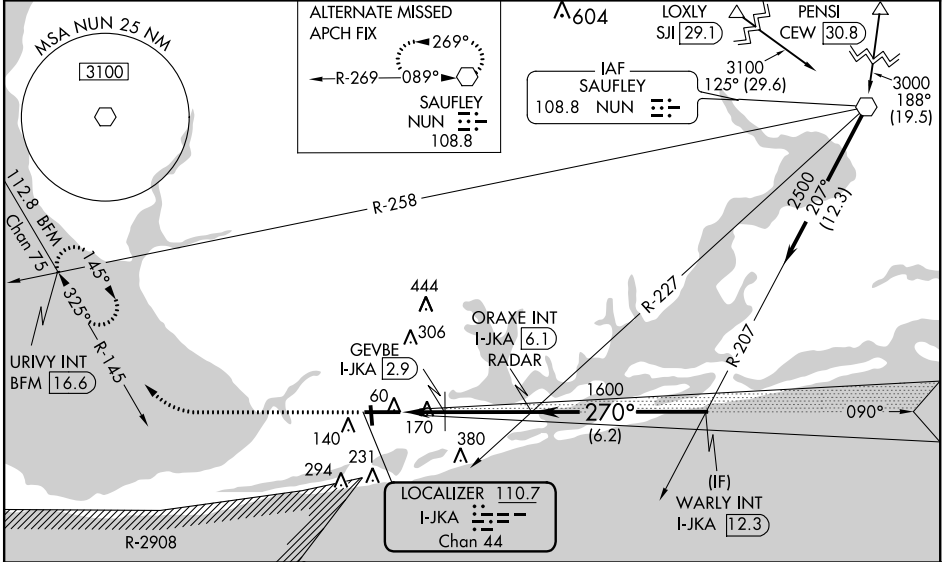 MSA NUN 25 NM
3100
ALTERNATE MISSED
APCH FIX
269°
R-269
089°
SAUFLEY
NUN
108.8
604
LOXLY
SJI 29.1
3100
125° (29.6)
PENSI
CEW 30.8
3000
188°
(19.5)
IAF
SAUFLEY
108.8 NUN
2500
207°
(12.3)
R-258
R-227
R-207
112.8 BFM
Chan 75
145°
325°
R-145
URIVY INT
BFM 16.6
444
306
GEVBE
I-JKA 2.9
ORAXE INT
I-JKA 6.1
RADAR
60
170
140
380
231
294
1600
270°
(6.2)
090°
(IF)
WARLY INT
I-JKA 12.3
LOCALIZER 110.7
I-JKA
Chan 44
R-2908